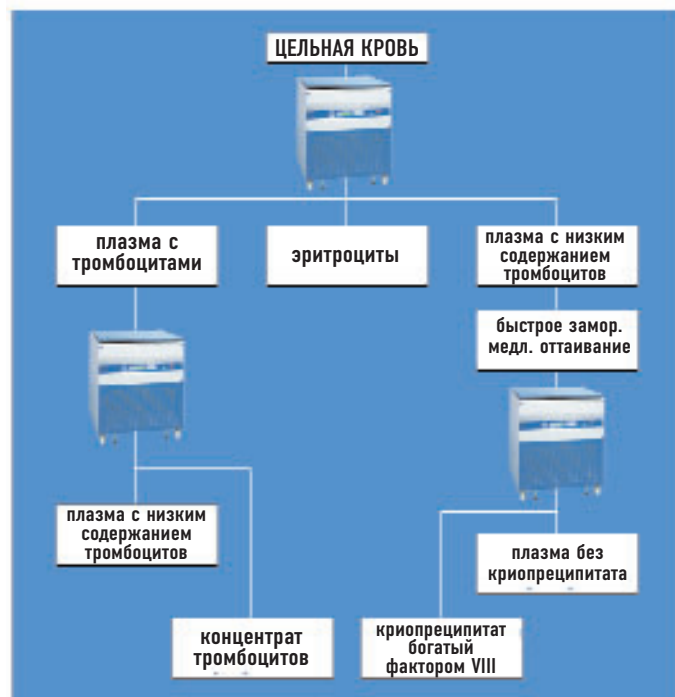 ЦЕЛЬНАЯ КРОВЬ
плазма с
тромбоцитами
эритроциты
плазма с низким
содержанием
тромбоцитов
быстрое замор.
медл. оттаивание
плазма с низким
содержанием
тромбоцитов
плазма без
криопреципитата
концентрат
тромбоцитов
криопреципитат
богатый
фактором VIII